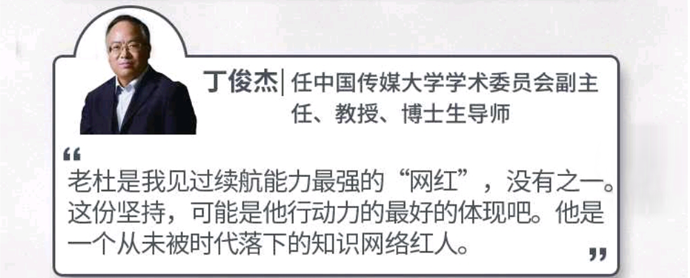 丁俊杰| 任中国传媒大学学术委员会副主
任、教授、博士生导师
“
老杜是我见过续航能力最强的“网红”，没有之一。
这份坚持，可能是他行动力的最好的体现吧。他是
一个从未被时代落下的知识网络红人。
”